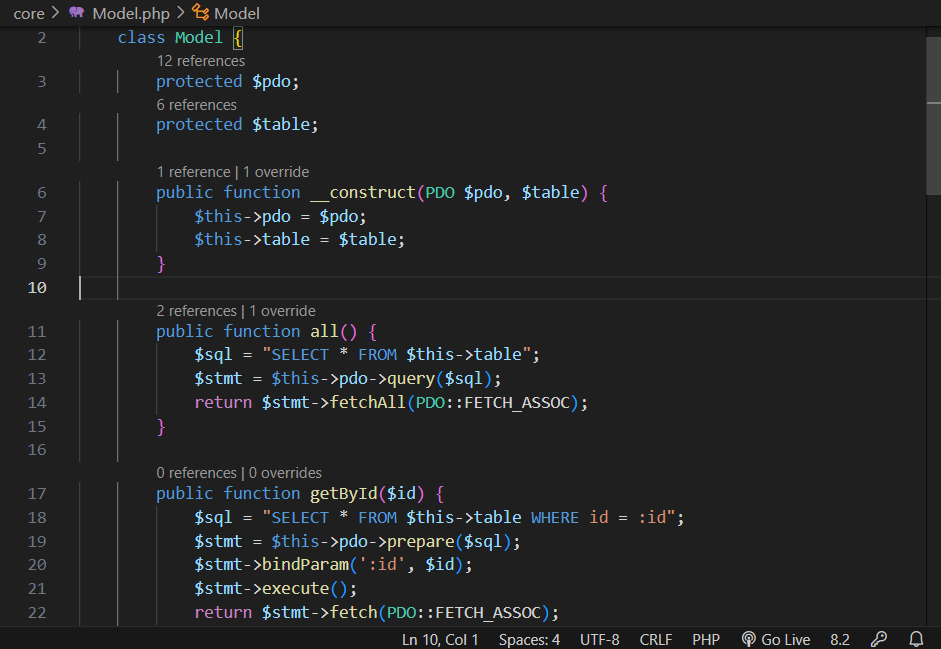 core > Model.php > Model
2 class Model {
12 references
3 protected $pdo;
6 references
4 protected $table;
5
1 reference | 1 override
6 public function __construct(PDO $pdo, $table) {
7 $this->pdo = $pdo;
8 $this->table = $table;
9 }
10
2 references | 1 override
11 public function all() {
12 $sql = "SELECT * FROM $this->table";
13 $stmt = $this->pdo->query($sql);
14 return $stmt->fetchAll(PDO::FETCH_ASSOC);
15 }
16
0 references | 0 overrides
17 public function getById($id) {
18 $sql = "SELECT * FROM $this->table WHERE id = :id";
19 $stmt = $this->pdo->prepare($sql);
20 $stmt->bindParam(':id', $id);
21 $stmt->execute();
22 return $stmt->fetch(PDO::FETCH_ASSOC);
Ln 10, Col 1 Spaces: 4 UTF-8 CRLF PHP Go Live 8.2